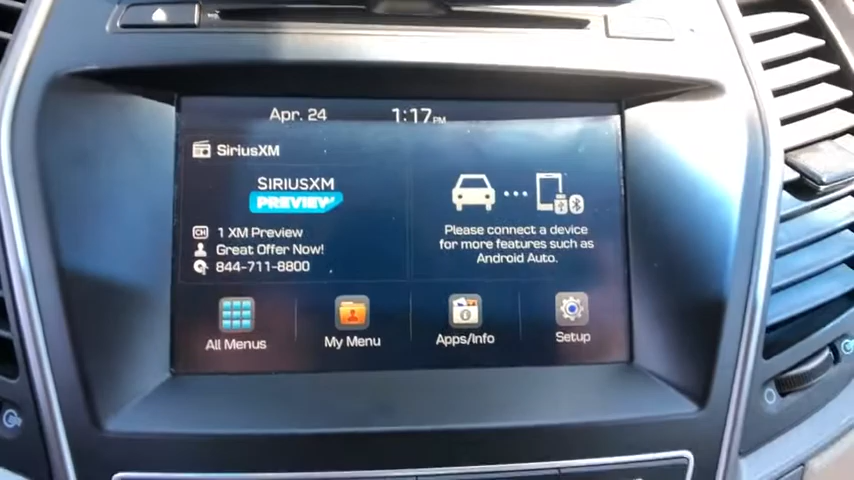 Apr. 24
1:17 PM
SiriusXM
SIRIUSXM
PREVIEW
CH 1 XM Preview
Great Offer Now!
844-711-8800
Please connect a device
for more features such as
Android Auto.
All Menus
My Menu
Apps/Info
Setup